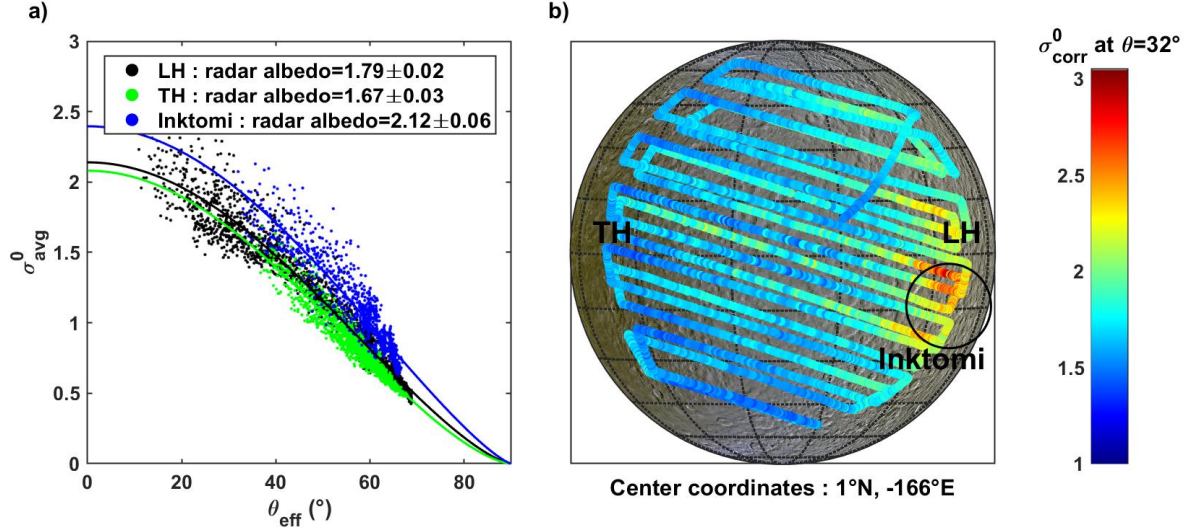 a)
3
2.5
2
1.5
1
0.5
0
0
20
40
60
80
σ⁰avg
θeff (°)
LH : radar albedo=1.79±0.02
TH : radar albedo=1.67±0.03
Inktomi : radar albedo=2.12±0.06
b)
TH
LH
Inktomi
Center coordinates : 1°N, -166°E
σ⁰corr at θ=32°
3
2.5
2
1.5
1